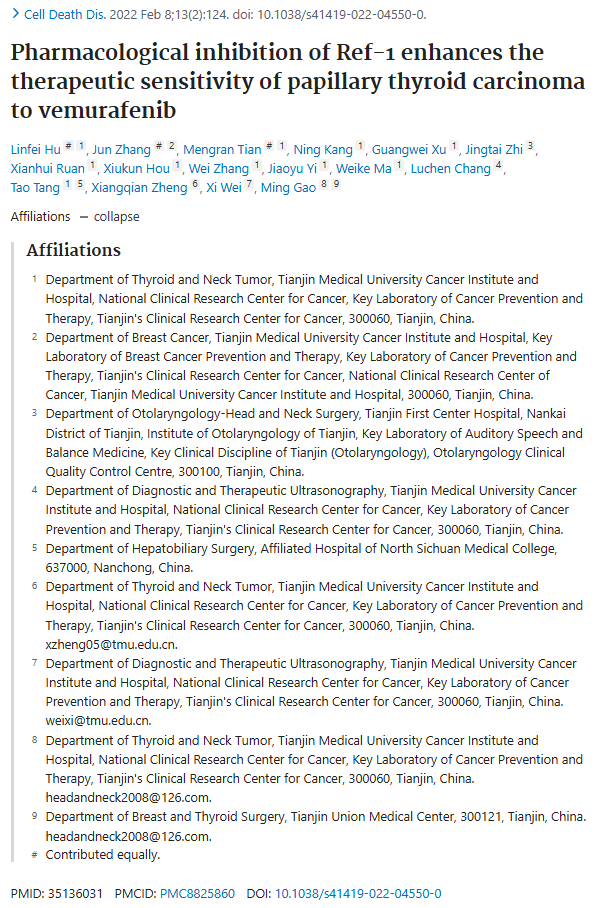 Cell Death Dis. 2022 Feb 8;13(2):124. doi: 10.1038/s41419-022-04550-0.
Pharmacological inhibition of Ref-1 enhances the
therapeutic sensitivity of papillary thyroid carcinoma
to vemurafenib
Linfei Hu # 1, Jun Zhang # 2, Mengran Tian # 1, Ning Kang 1, Guangwei Xu 1, Jingtai Zhi 3,
Xianhui Ruan 1, Xiukun Hou 1, Wei Zhang 1, Jiaoyu Yi 1, Weike Ma 1, Luchen Chang 4,
Tao Tang 1 5, Xiangqian Zheng 6, Xi Wei 7, Ming Gao 8 9
Affiliations — collapse
Affiliations
1 Department of Thyroid and Neck Tumor, Tianjin Medical University Cancer Institute and
Hospital, National Clinical Research Center for Cancer, Key Laboratory of Cancer Prevention and
Therapy, Tianjin's Clinical Research Center for Cancer, 300060, Tianjin, China.
2 Department of Breast Cancer, Tianjin Medical University Cancer Institute and Hospital, Key
Laboratory of Breast Cancer Prevention and Therapy, Key Laboratory of Cancer Prevention and
Therapy, Tianjin's Clinical Research Center for Cancer, National Clinical Research Center of
Cancer, Tianjin Medical University Cancer Institute and Hospital, 300060, Tianjin, China.
3 Department of Otolaryngology-Head and Neck Surgery, Tianjin First Center Hospital, Nankai
District of Tianjin, Institute of Otolaryngology of Tianjin, Key Laboratory of Auditory Speech and
Balance Medicine, Key Clinical Discipline of Tianjin (Otolaryngology), Otolaryngology Clinical
Quality Control Centre, 300100, Tianjin, China.
4 Department of Diagnostic and Therapeutic Ultrasonography, Tianjin Medical University Cancer
Institute and Hospital, National Clinical Research Center for Cancer, Key Laboratory of Cancer
Prevention and Therapy, Tianjin's Clinical Research Center for Cancer, 300060, Tianjin, China.
5 Department of Hepatobiliary Surgery, Affiliated Hospital of North Sichuan Medical College,
637000, Nanchong, China.
6 Department of Thyroid and Neck Tumor, Tianjin Medical University Cancer Institute and
Hospital, National Clinical Research Center for Cancer, Key Laboratory of Cancer Prevention and
Therapy, Tianjin's Clinical Research Center for Cancer, 300060, Tianjin, China.
xzheng05@tmu.edu.cn.
7 Department of Diagnostic and Therapeutic Ultrasonography, Tianjin Medical University Cancer
Institute and Hospital, National Clinical Research Center for Cancer, Key Laboratory of Cancer
Prevention and Therapy, Tianjin's Clinical Research Center for Cancer, 300060, Tianjin, China.
weixi@tmu.edu.cn.
8 Department of Thyroid and Neck Tumor, Tianjin Medical University Cancer Institute and
Hospital, National Clinical Research Center for Cancer, Key Laboratory of Cancer Prevention and
Therapy, Tianjin's Clinical Research Center for Cancer, 300060, Tianjin, China.
headandneck2008@126.com.
9 Department of Breast and Thyroid Surgery, Tianjin Union Medical Center, 300121, Tianjin, China.
headandneck2008@126.com.
# Contributed equally.
PMID: 35136031 PMCID: PMC8825860 DOI: 10.1038/s41419-022-04550-0